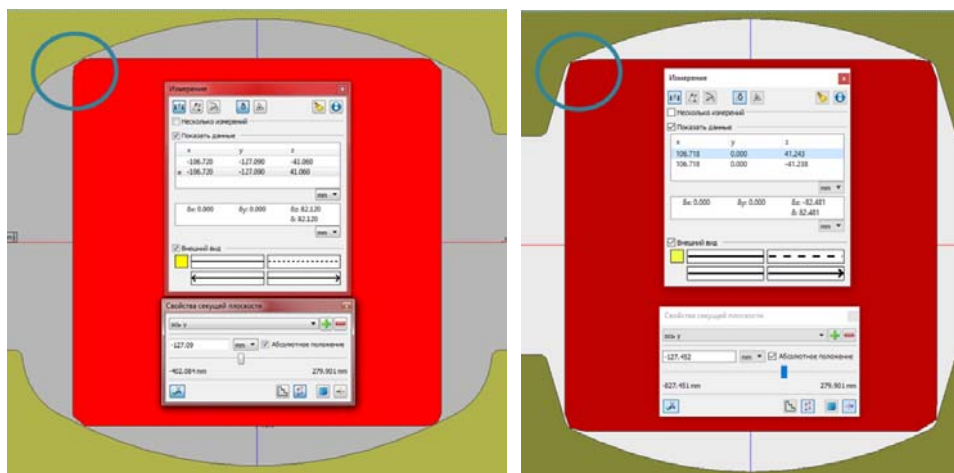 Измерение
Несколько измерений
Показать данные
x y z
-106.720 -127.090 -41.060
-106.720 -127.090 41.060
mm
δx: 0.000 δy: 0.000 δz: 82.120
δ: 82.120
mm
Внешний вид
Свойства секущей плоскости
ось y
-127.09 mm Абсолютное положение
-402.084 mm 279.901 mm
Измерение
Несколько измерений
Показать данные
x y z
106.718 0.000 41.243
106.718 0.000 -41.238
mm
δx: 0.000 δy: 0.000 δz: -82.481
δ: 82.481
mm
Внешний вид
Свойства секущей плоскости
ось y
-127.452 mm Абсолютное положение
-827.451 mm 279.901 mm